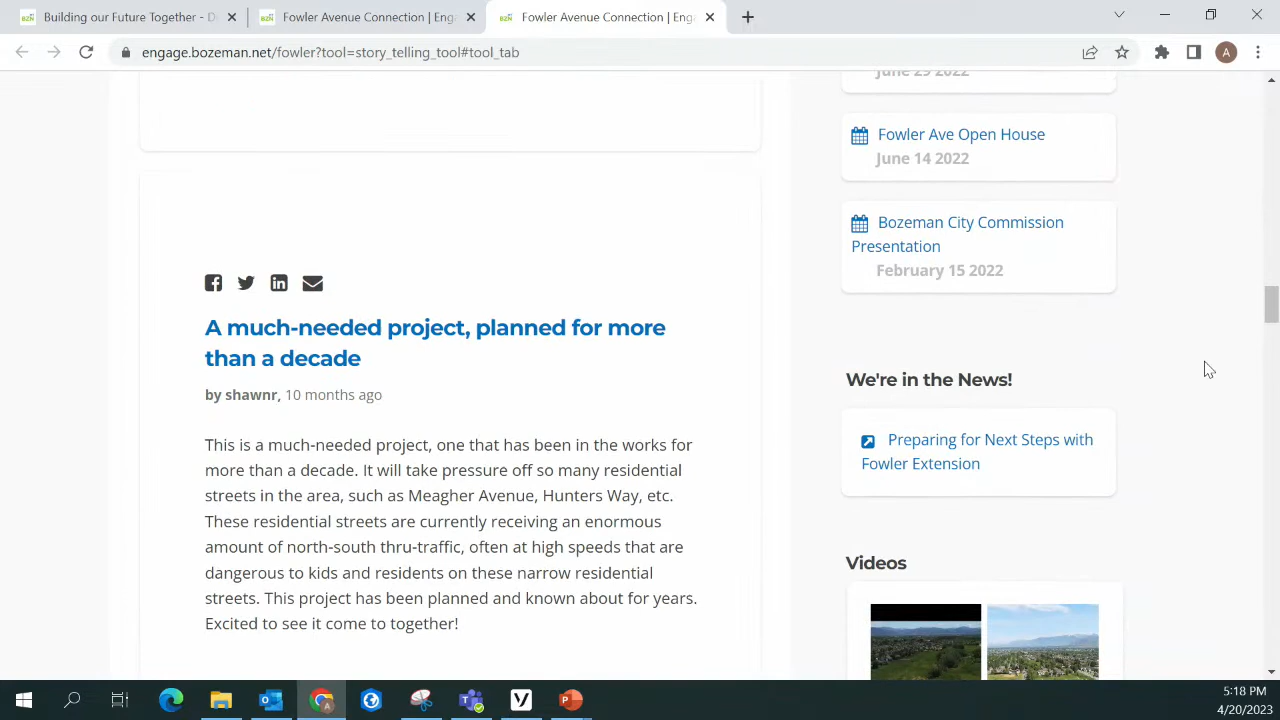 Building our Future Together - D
Fowler Avenue Connection | Eng
Fowler Avenue Connection | Enga
engage.bozeman.net/fowler?tool=story_telling_tool#tool_tab
A
June 29 2022
Fowler Ave Open House
June 14 2022
Bozeman City Commission
Presentation
February 15 2022
A much-needed project, planned for more
than a decade
by shawnr, 10 months ago
This is a much-needed project, one that has been in the works for
more than a decade. It will take pressure off so many residential
streets in the area, such as Meagher Avenue, Hunters Way, etc.
These residential streets are currently receiving an enormous
amount of north-south thru-traffic, often at high speeds that are
dangerous to kids and residents on these narrow residential
streets. This project has been planned and known about for years.
Excited to see it come to together!
We're in the News!
Preparing for Next Steps with
Fowler Extension
Videos
5:18 PM
4/20/2023